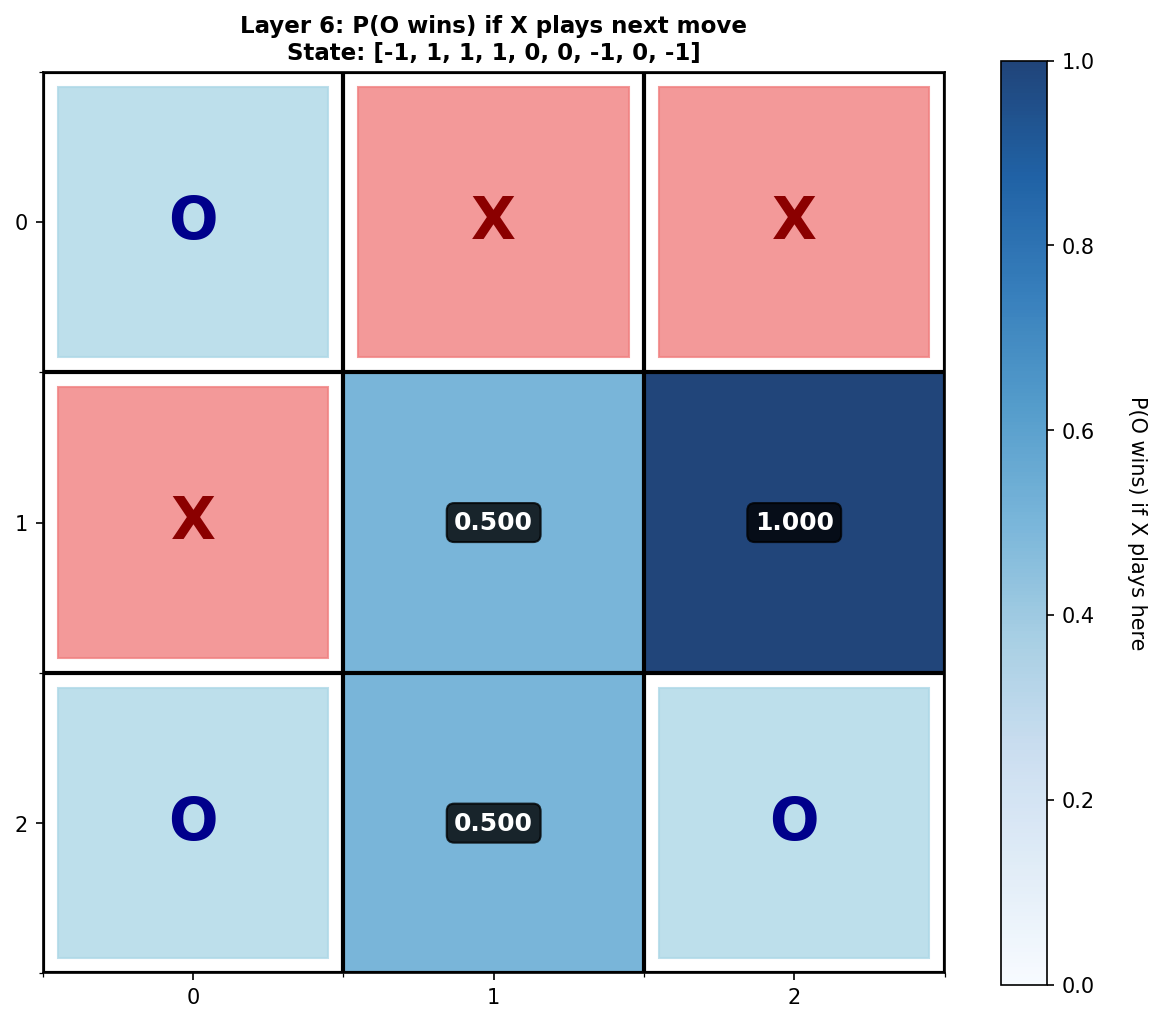 Layer 6: P(O wins) if X plays next move
State: [-1, 1, 1, 1, 0, 0, -1, 0, -1]
0
O
X
X
1
X
0.500
1.000
2
O
0.500
O
0
1
2
1.0
0.8
0.6
0.4
0.2
0.0
P(O wins) if X plays here